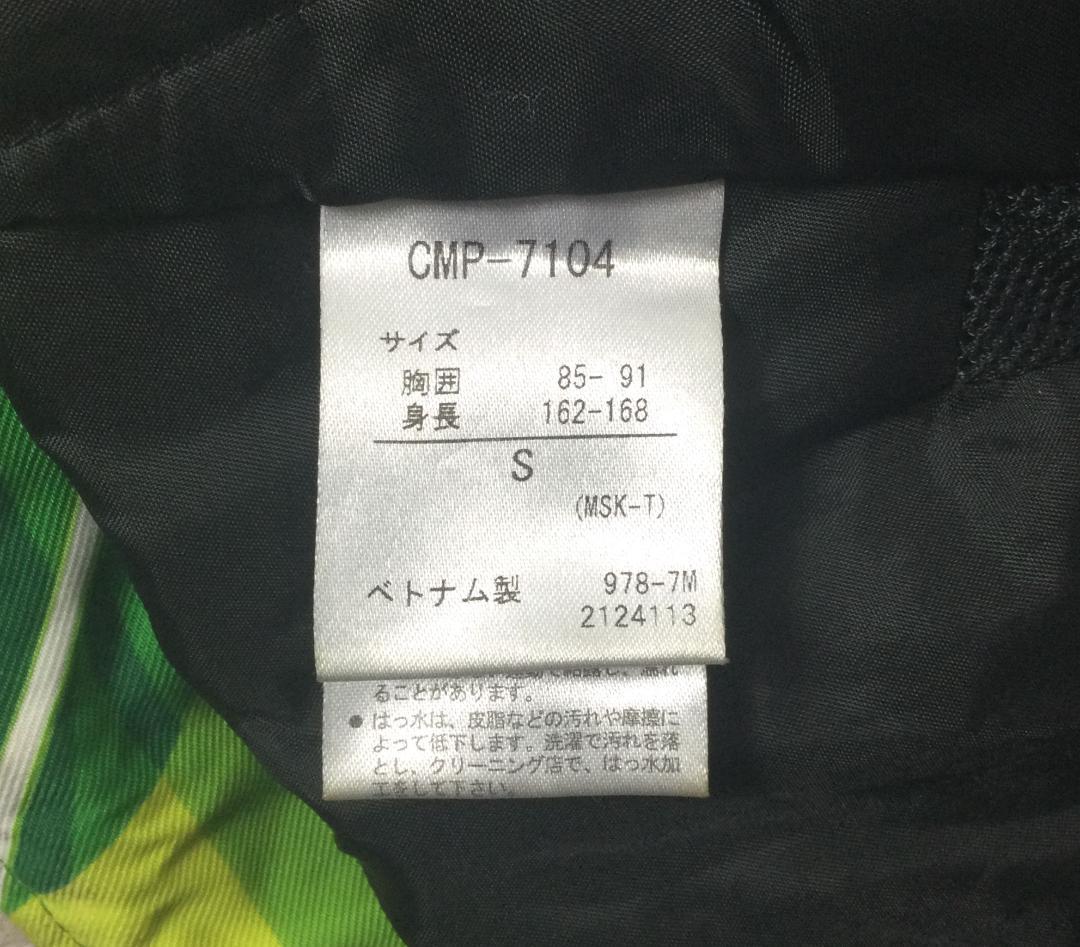 CMP-7104
サイズ
胸囲 85- 91
身長 162-168
S
(MSK-T)
ベトナム製 978-7M
2124113
ることがあります。
● はっ水は、皮脂などの汚れや摩擦に
よって低下します。洗濯で汚れを落
とし、クリーニング店で、はっ水加
工をして下さい。